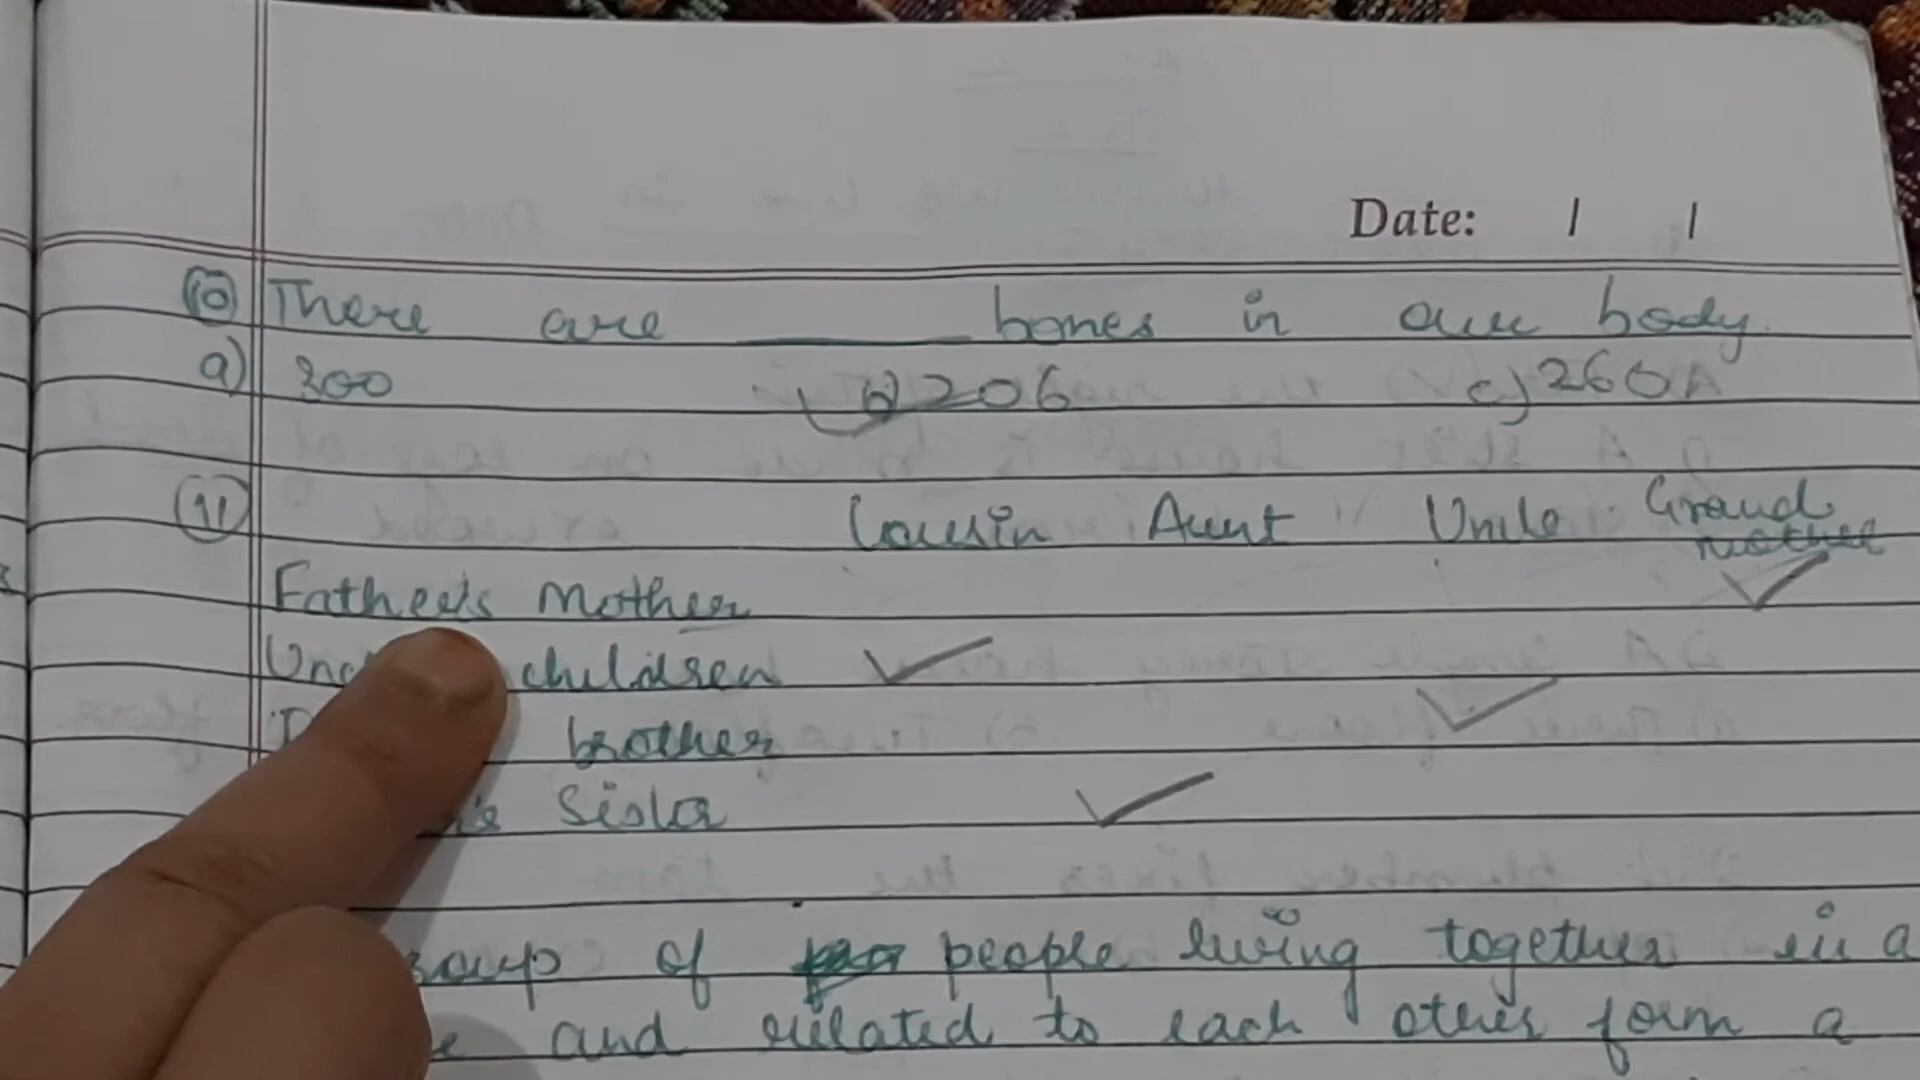 Date: / /
10 There are ______ bones in our body.
a) 300 b) 206 c) 260
11 Cousin Aunt Uncle Grand
mother
Father's Mother ✓
children ✓
brother ✓
Sister ✓
of people living together in a
and related to each other form a